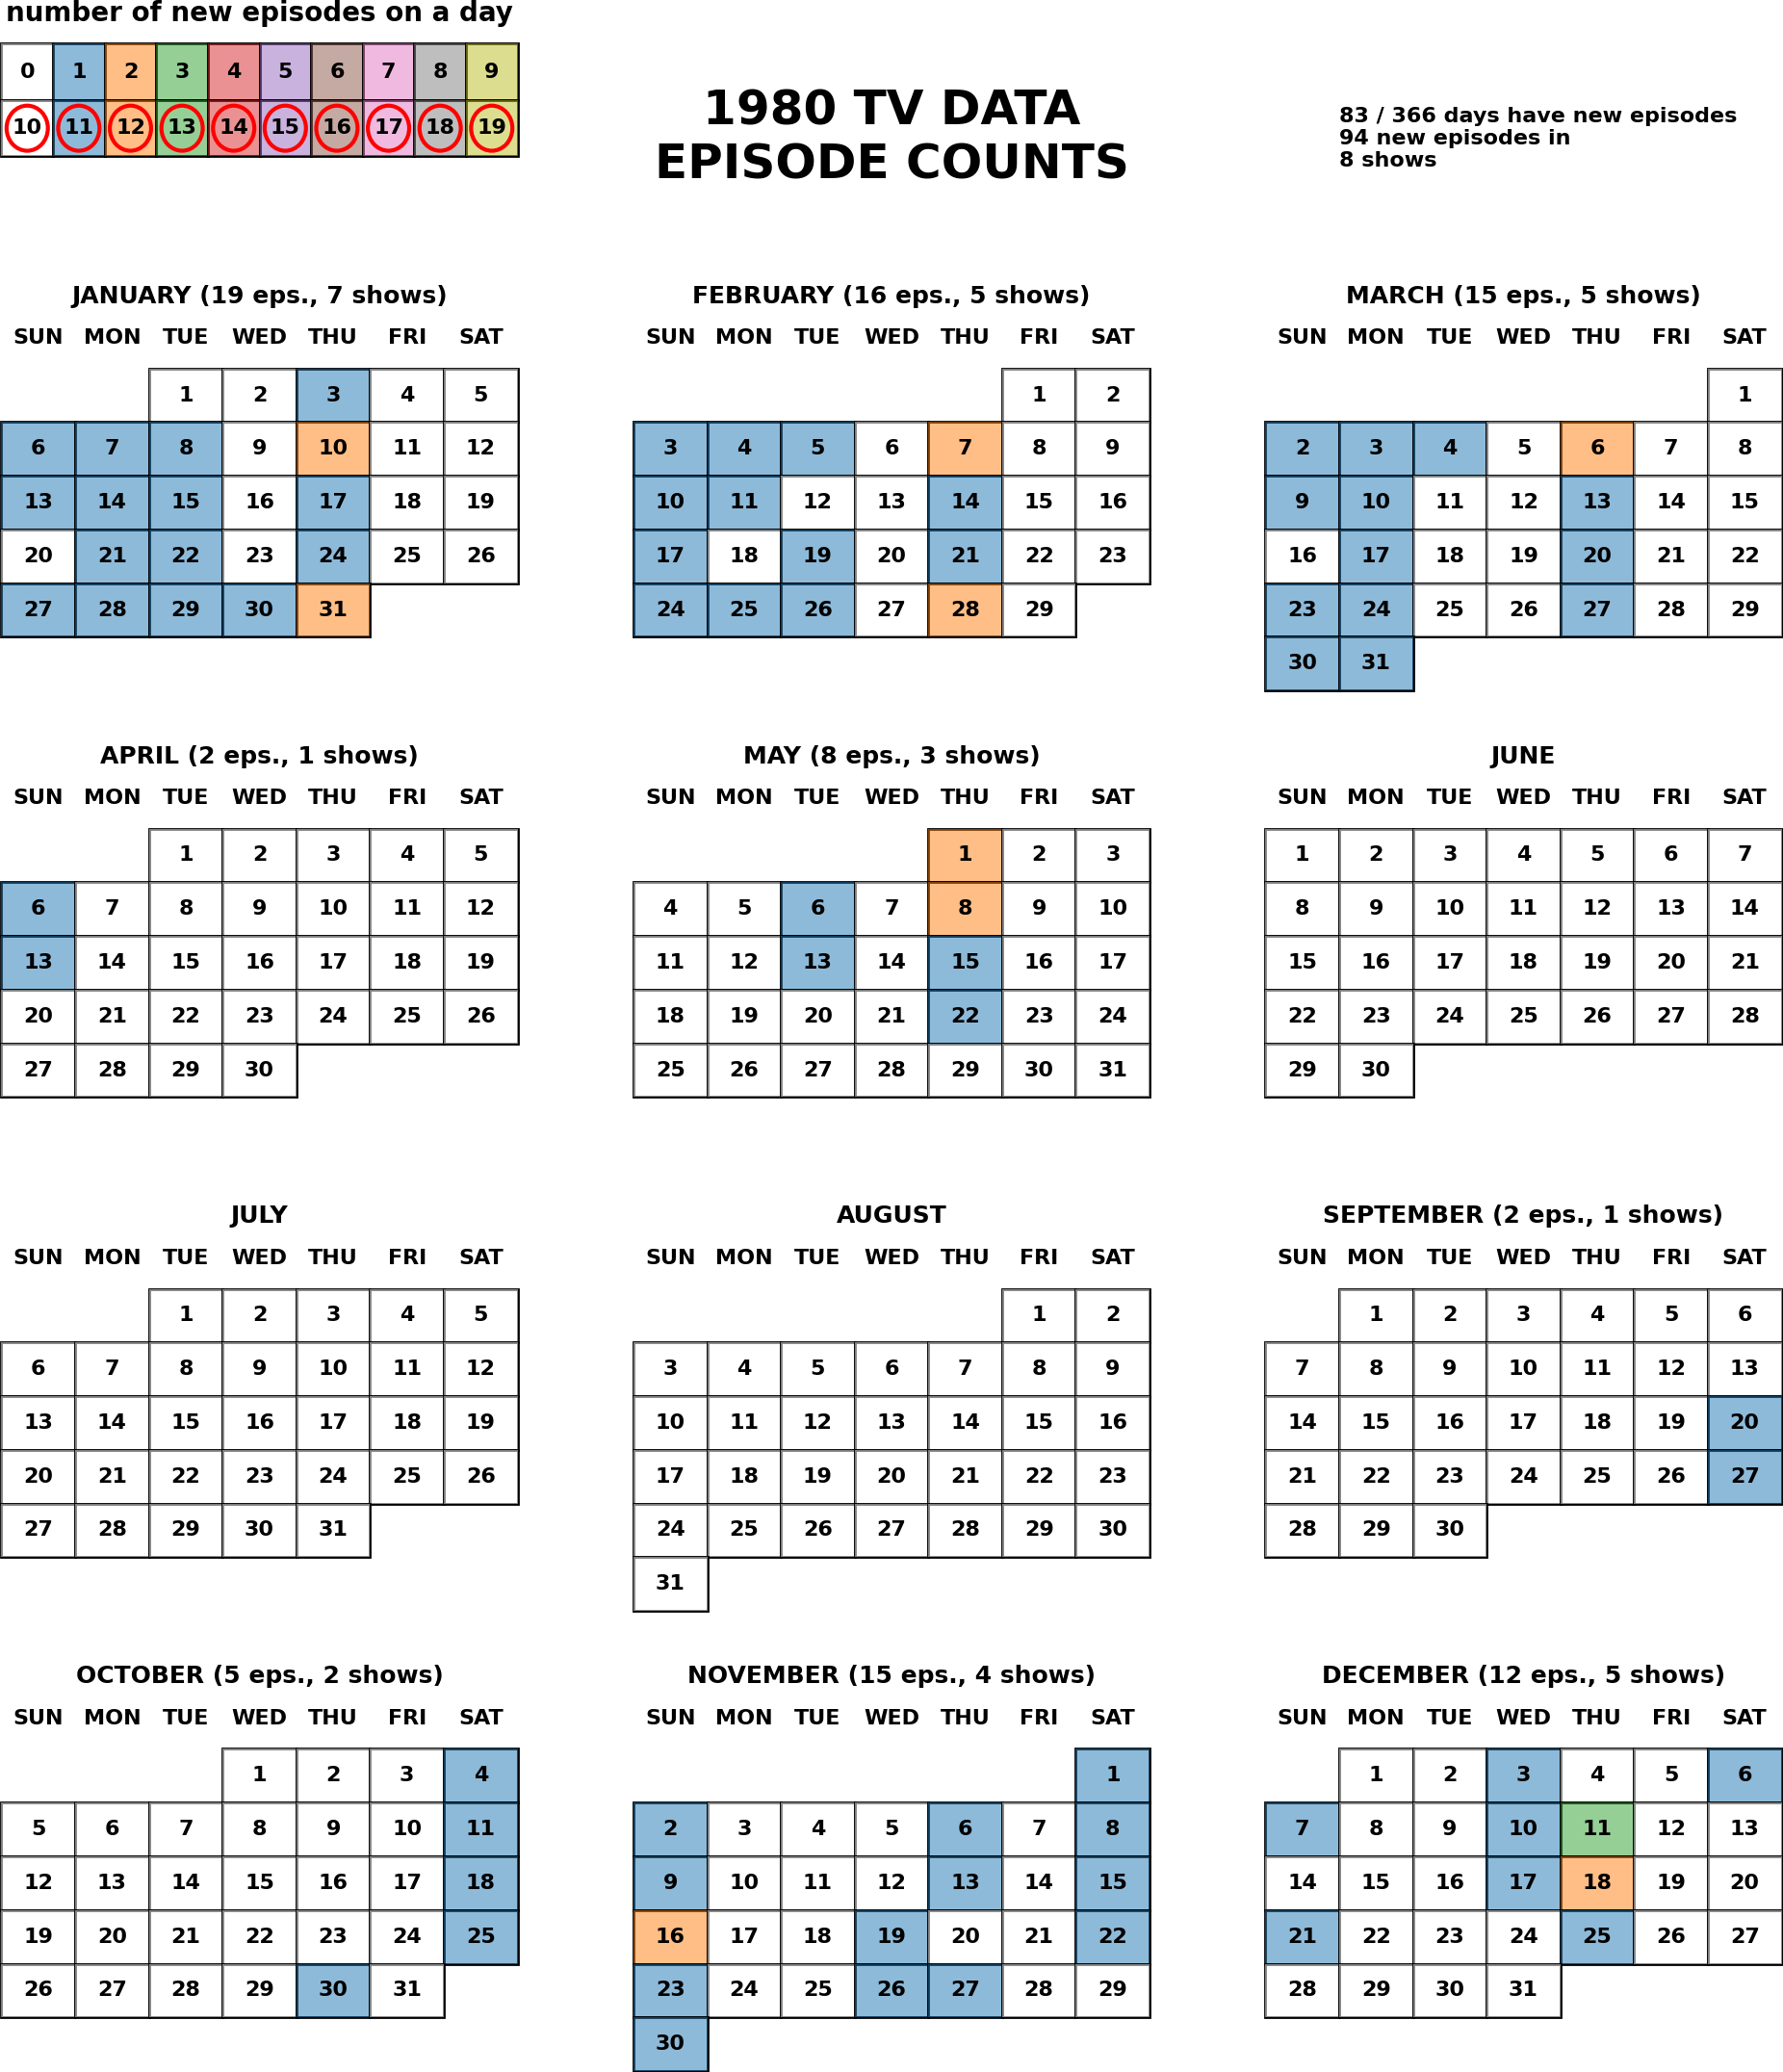 number of new episodes on a day
0 1 2 3 4 5 6 7 8 9
10 11 12 13 14 15 16 17 18 19
1980 TV DATA
EPISODE COUNTS
83 / 366 days have new episodes
94 new episodes in
8 shows
JANUARY (19 eps., 7 shows)
SUN MON TUE WED THU FRI SAT
1 2 3 4 5
6 7 8 9 10 11 12
13 14 15 16 17 18 19
20 21 22 23 24 25 26
27 28 29 30 31
FEBRUARY (16 eps., 5 shows)
SUN MON TUE WED THU FRI SAT
1 2
3 4 5 6 7 8 9
10 11 12 13 14 15 16
17 18 19 20 21 22 23
24 25 26 27 28 29
MARCH (15 eps., 5 shows)
SUN MON TUE WED THU FRI SAT
1
2 3 4 5 6 7 8
9 10 11 12 13 14 15
16 17 18 19 20 21 22
23 24 25 26 27 28 29
30 31
APRIL (2 eps., 1 shows)
SUN MON TUE WED THU FRI SAT
1 2 3 4 5
6 7 8 9 10 11 12
13 14 15 16 17 18 19
20 21 22 23 24 25 26
27 28 29 30
MAY (8 eps., 3 shows)
SUN MON TUE WED THU FRI SAT
1 2 3
4 5 6 7 8 9 10
11 12 13 14 15 16 17
18 19 20 21 22 23 24
25 26 27 28 29 30 31
JUNE
SUN MON TUE WED THU FRI SAT
1 2 3 4 5 6 7
8 9 10 11 12 13 14
15 16 17 18 19 20 21
22 23 24 25 26 27 28
29 30
JULY
SUN MON TUE WED THU FRI SAT
1 2 3 4 5
6 7 8 9 10 11 12
13 14 15 16 17 18 19
20 21 22 23 24 25 26
27 28 29 30 31
AUGUST
SUN MON TUE WED THU FRI SAT
1 2
3 4 5 6 7 8 9
10 11 12 13 14 15 16
17 18 19 20 21 22 23
24 25 26 27 28 29 30
31
SEPTEMBER (2 eps., 1 shows)
SUN MON TUE WED THU FRI SAT
1 2 3 4 5 6
7 8 9 10 11 12 13
14 15 16 17 18 19 20
21 22 23 24 25 26 27
28 29 30
OCTOBER (5 eps., 2 shows)
SUN MON TUE WED THU FRI SAT
1 2 3 4
5 6 7 8 9 10 11
12 13 14 15 16 17 18
19 20 21 22 23 24 25
26 27 28 29 30 31
NOVEMBER (15 eps., 4 shows)
SUN MON TUE WED THU FRI SAT
1
2 3 4 5 6 7 8
9 10 11 12 13 14 15
16 17 18 19 20 21 22
23 24 25 26 27 28 29
30
DECEMBER (12 eps., 5 shows)
SUN MON TUE WED THU FRI SAT
1 2 3 4 5 6
7 8 9 10 11 12 13
14 15 16 17 18 19 20
21 22 23 24 25 26 27
28 29 30 31